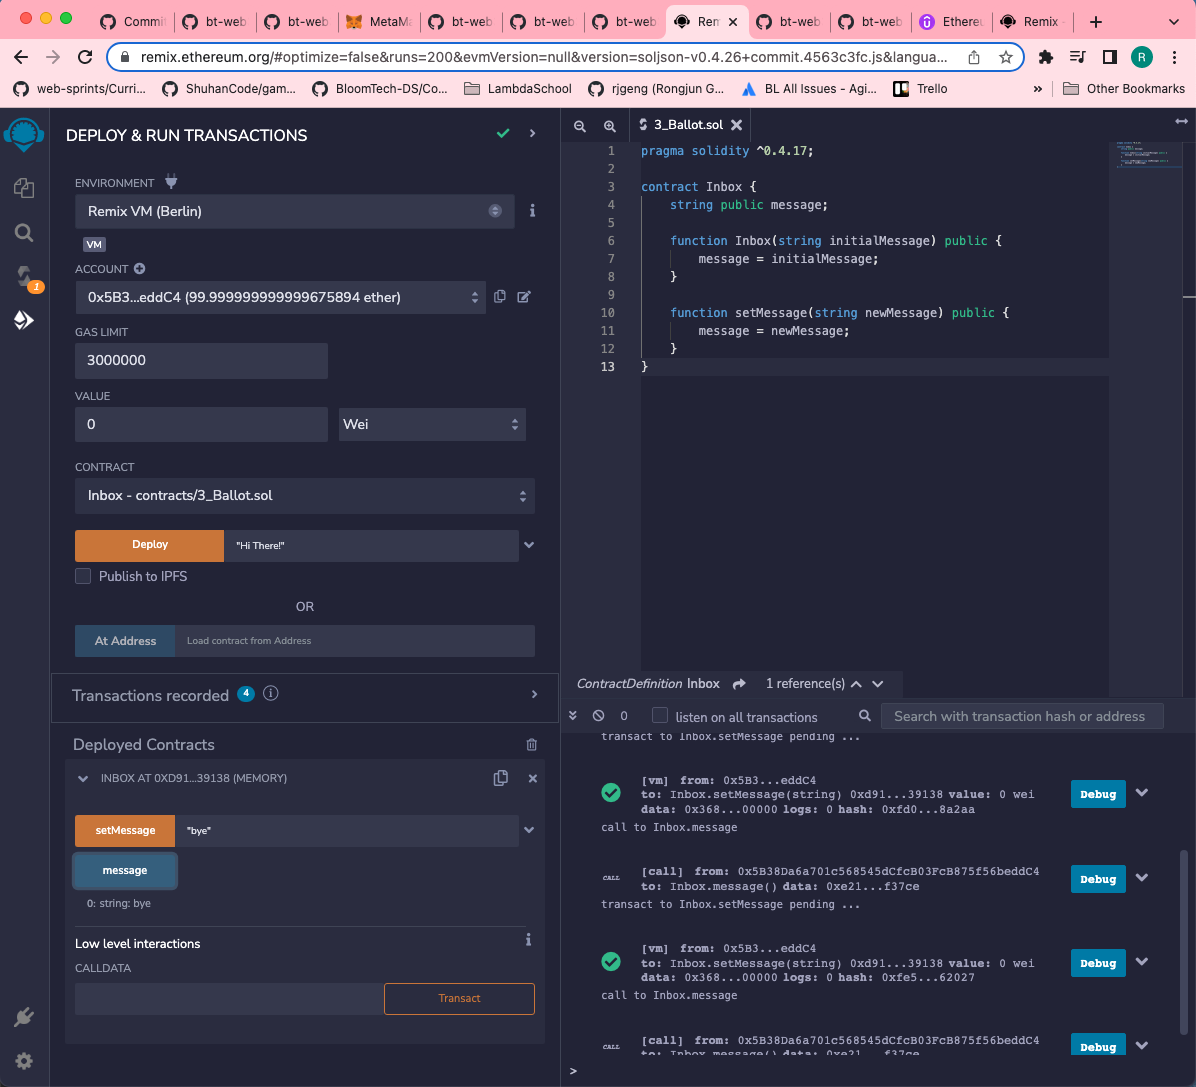 Commit
bt-web
bt-web
MetaMa
bt-web
bt-web
bt-web
Rem
bt-web
bt-web
Ethereu
Remix
remix.ethereum.org/#optimize=false&runs=200&evmVersion=null&version=soljson-v0.4.26+commit.4563c3fc.js&langua...
R
web-sprints/Curri...
ShuhanCode/gam...
BloomTech-DS/Co...
LambdaSchool
rjgeng (Rongjun G...
BL All Issues - Agi...
Trello
»
Other Bookmarks
DEPLOY & RUN TRANSACTIONS
ENVIRONMENT
Remix VM (Berlin)
VM
1
ACCOUNT
0x5B3...eddC4 (99.999999999999675894 ether)
GAS LIMIT
3000000
VALUE
0
Wei
CONTRACT
Inbox - contracts/3_Ballot.sol
Deploy
"Hi There!"
Publish to IPFS
OR
At Address
Load contract from Address
Transactions recorded 4
Deployed Contracts
INBOX AT 0XD91...39138 (MEMORY)
setMessage
"bye"
message
0: string: bye
Low level interactions
CALLDATA
Transact
3_Ballot.sol
1 pragma solidity ^0.4.17;
2
3 contract Inbox {
4 string public message;
5
6 function Inbox(string initialMessage) public {
7 message = initialMessage;
8 }
9
10 function setMessage(string newMessage) public {
11 message = newMessage;
12 }
13 }
ContractDefinition Inbox
1 reference(s)
0
listen on all transactions
Search with transaction hash or address
transact to Inbox.setMessage pending ...
[vm] from: 0x5B3...eddC4
to: Inbox.setMessage(string) 0xd91...39138 value: 0 wei
data: 0x368...00000 logs: 0 hash: 0xfd0...8a2aa
Debug
call to Inbox.message
CALL
[call] from: 0x5B38Da6a701c568545dCfcB03FcB875f56beddC4
to: Inbox.message() data: 0xe21...f37ce
Debug
transact to Inbox.setMessage pending ...
[vm] from: 0x5B3...eddC4
to: Inbox.setMessage(string) 0xd91...39138 value: 0 wei
data: 0x368...00000 logs: 0 hash: 0xfe5...62027
Debug
call to Inbox.message
CALL
[call] from: 0x5B38Da6a701c568545dCfcB03FcB875f56beddC4
to: Inbox.message() data: 0xe21...f37ce
Debug
>